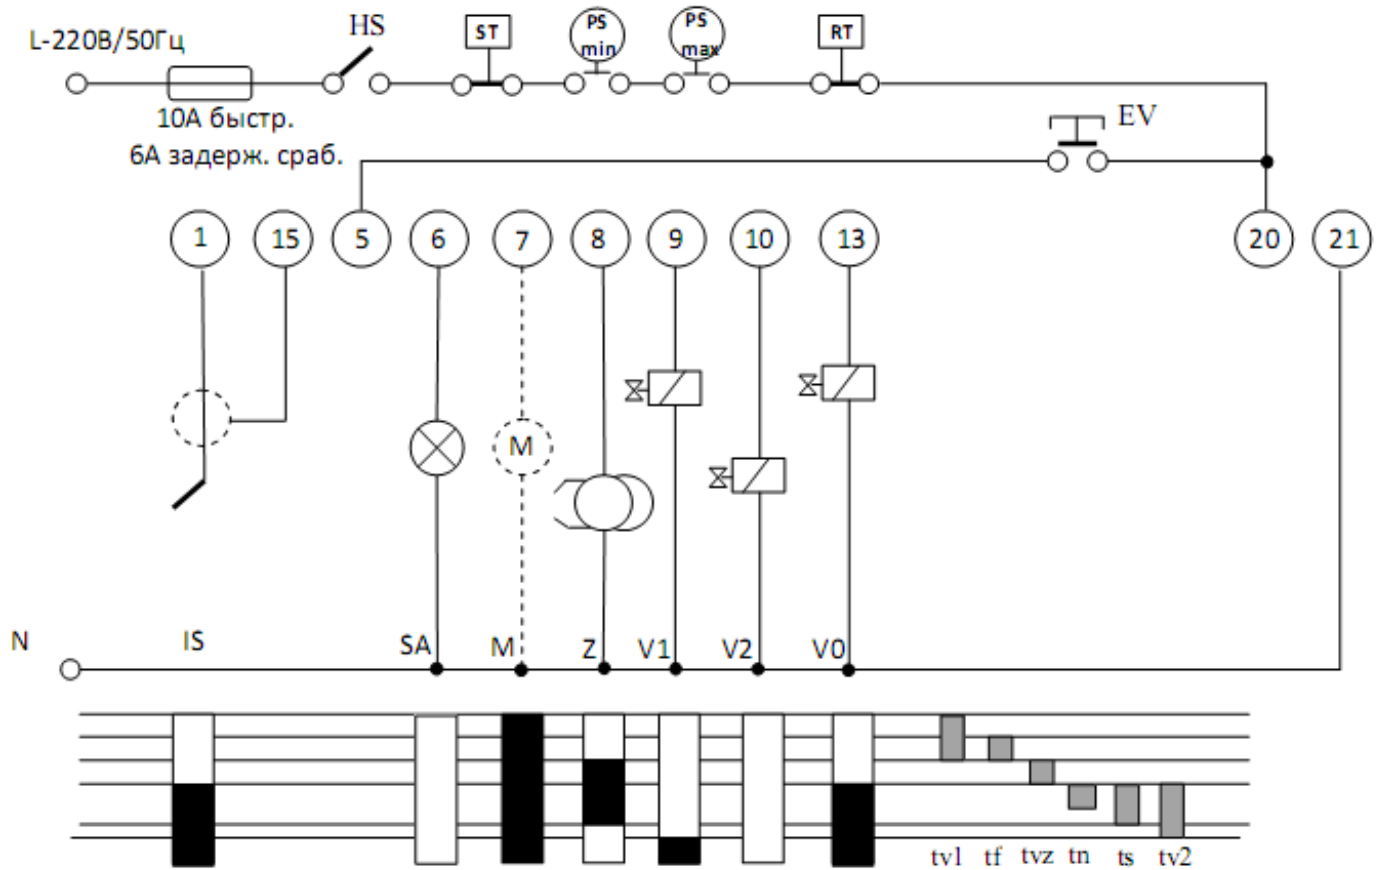 L-220В/50Гц
HS
ST
PS
min
PS
max
RT
10А быстр.
6А задерж. сраб.
EV
1
15
5
6
7
8
9
10
13
20
21
M
N
IS
SA
M
Z
V1
V2
V0
tv1
tf
tvz
tn
ts
tv2